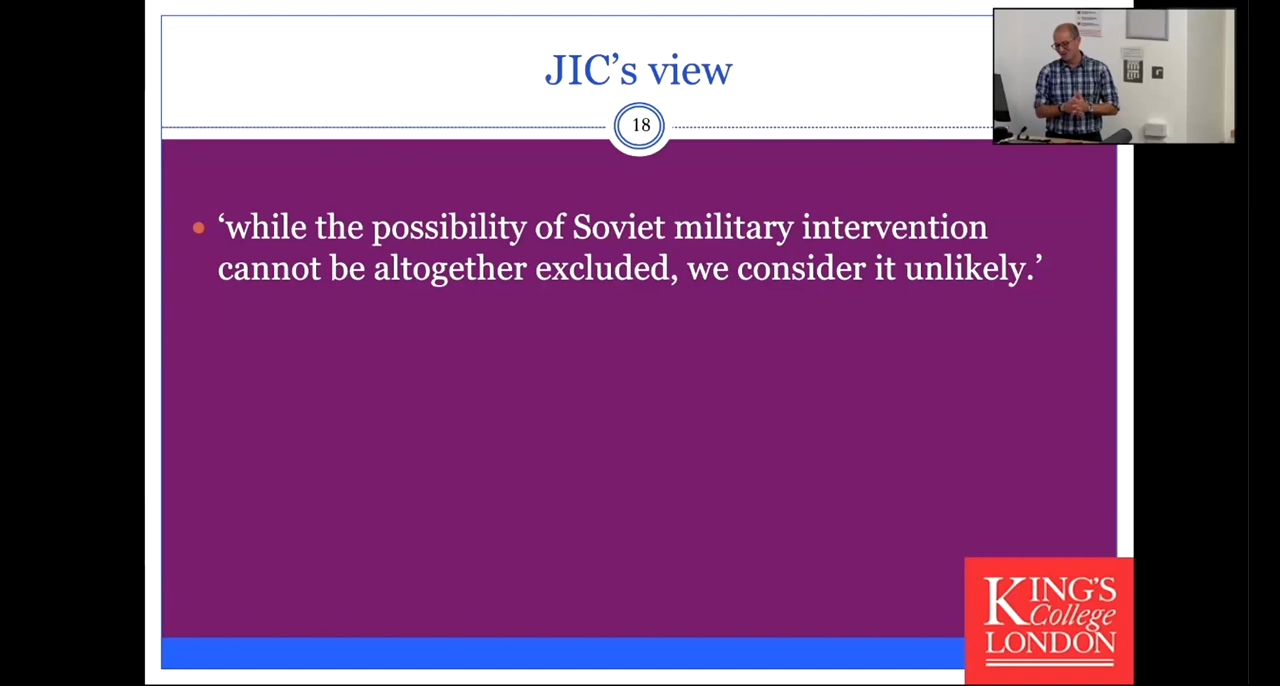 JIC’s view
18
‘while the possibility of Soviet military intervention
cannot be altogether excluded, we consider it unlikely.’
KING'S
College
LONDON